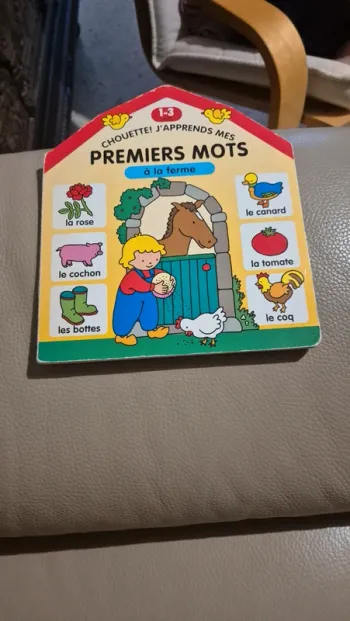 1-3
CHOUETTE! J'APPRENDS MES
PREMIERS MOTS
à la ferme
la rose
le canard
le cochon
la tomate
les bottes
le coq